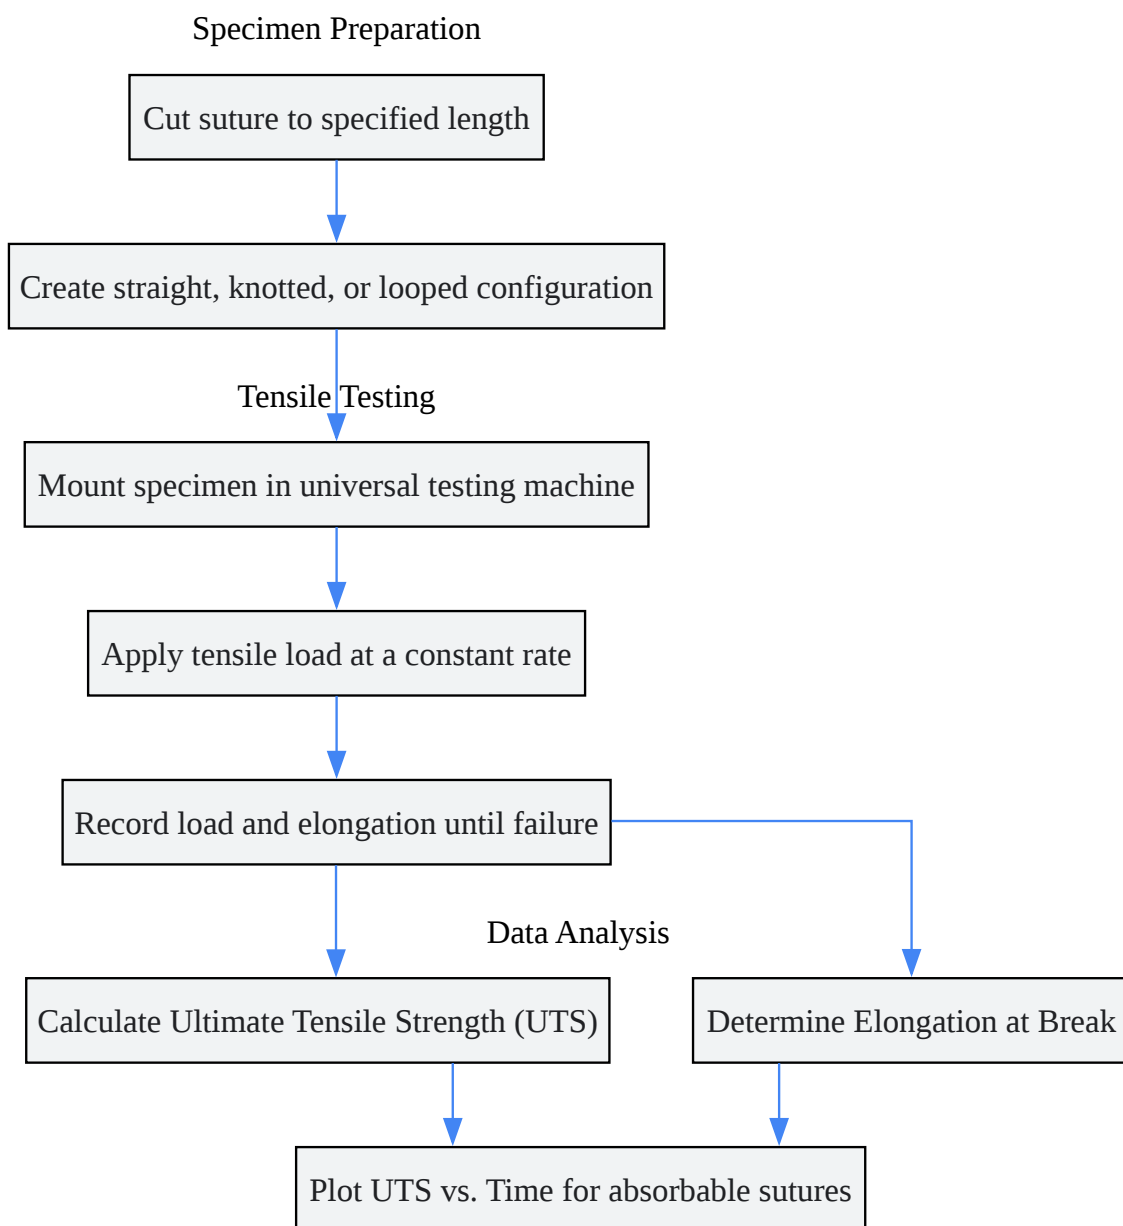 Specimen Preparation
Cut suture to specified length
Create straight, knotted, or looped configuration
Tensile Testing
Mount specimen in universal testing machine
Apply tensile load at a constant rate
Record load and elongation until failure
Data Analysis
Calculate Ultimate Tensile Strength (UTS)
Determine Elongation at Break
Plot UTS vs. Time for absorbable sutures